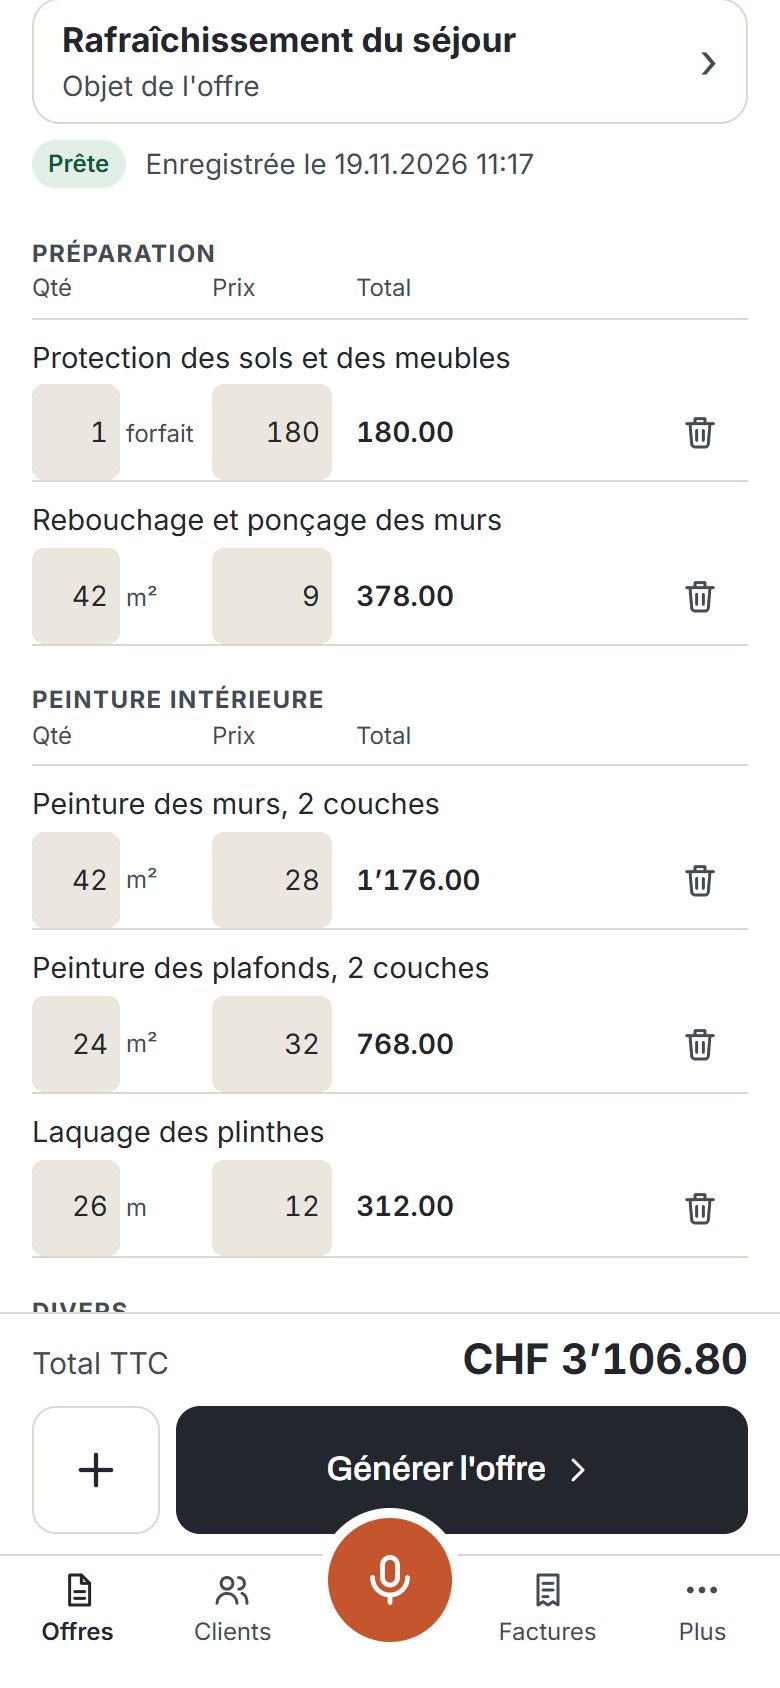 Rafraîchissement du séjour
Objet de l'offre
Prête Enregistrée le 19.11.2026 11:17
PRÉPARATION
Qté Prix Total
Protection des sols et des meubles
1 forfait 180 180.00
Rebouchage et ponçage des murs
42 m² 9 378.00
PEINTURE INTÉRIEURE
Qté Prix Total
Peinture des murs, 2 couches
42 m² 28 1’176.00
Peinture des plafonds, 2 couches
24 m² 32 768.00
Laquage des plinthes
26 m 12 312.00
DIVERS
Total TTC CHF 3’106.80
Générer l'offre
Offres Clients Factures Plus